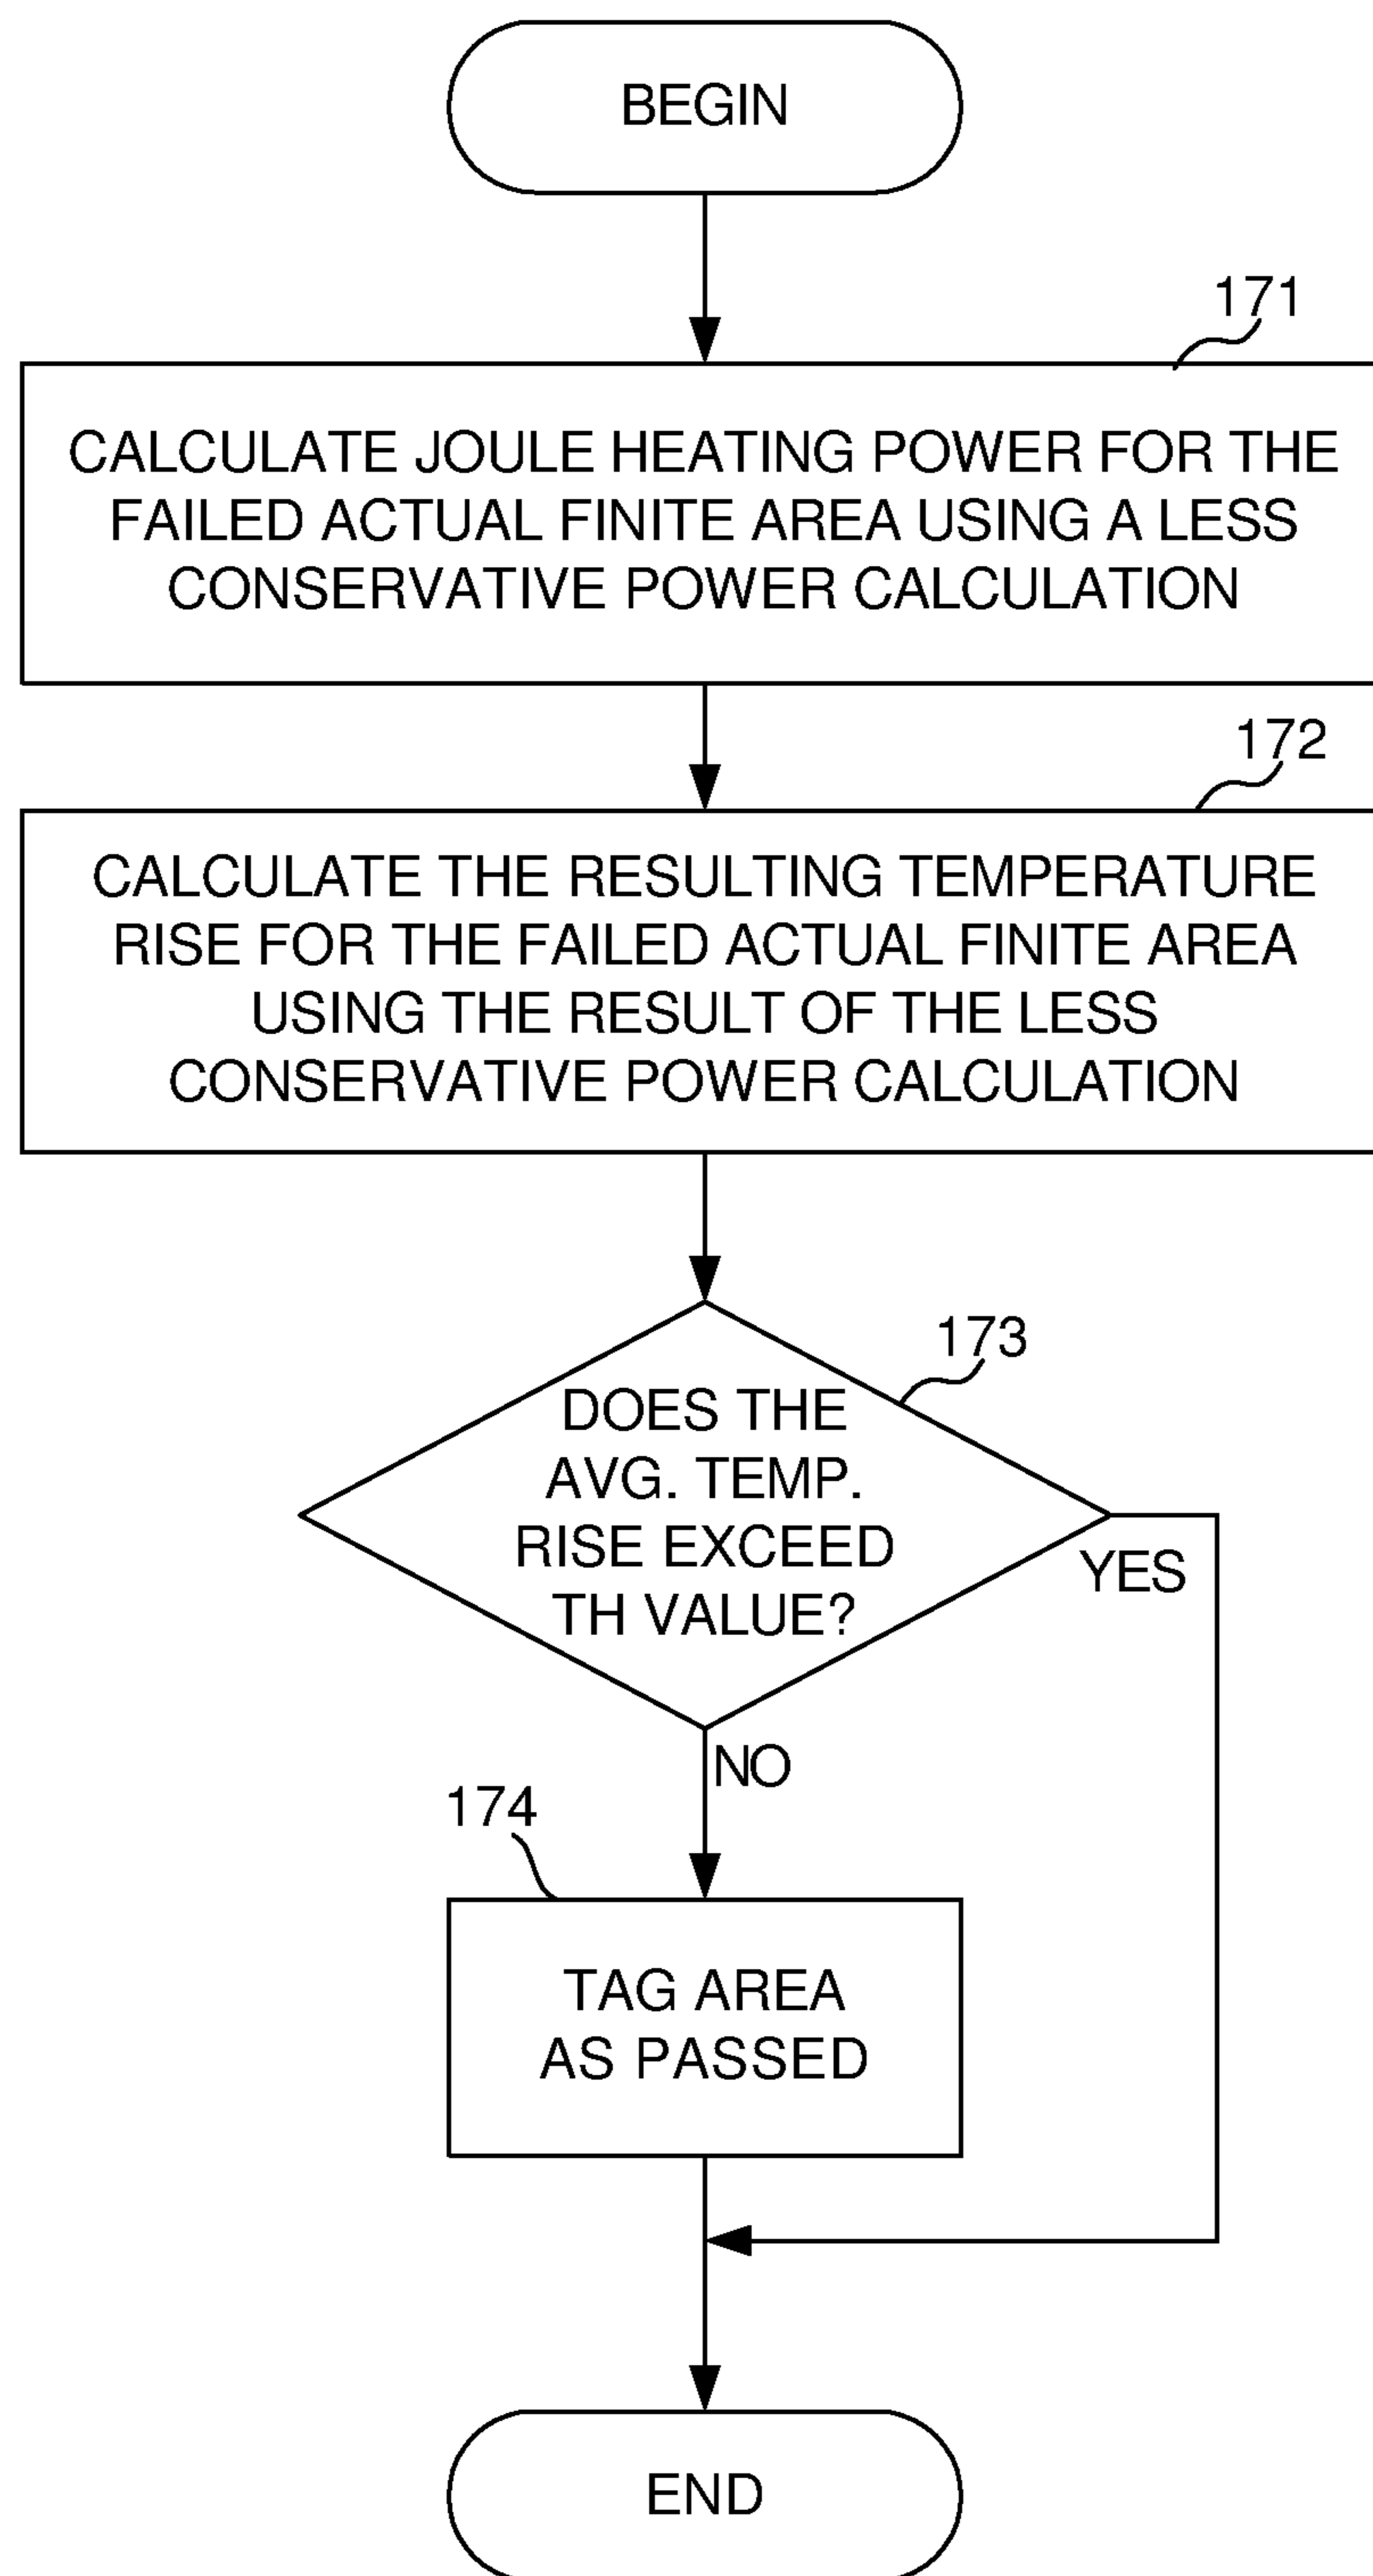 BEGIN
171
CALCULATE JOULE HEATING POWER FOR THE
FAILED ACTUAL FINITE AREA USING A LESS
CONSERVATIVE POWER CALCULATION
172
CALCULATE THE RESULTING TEMPERATURE
RISE FOR THE FAILED ACTUAL FINITE AREA
USING THE RESULT OF THE LESS
CONSERVATIVE POWER CALCULATION
173
DOES THE
AVG. TEMP.
RISE EXCEED
TH VALUE?
YES
NO
174
TAG AREA
AS PASSED
END